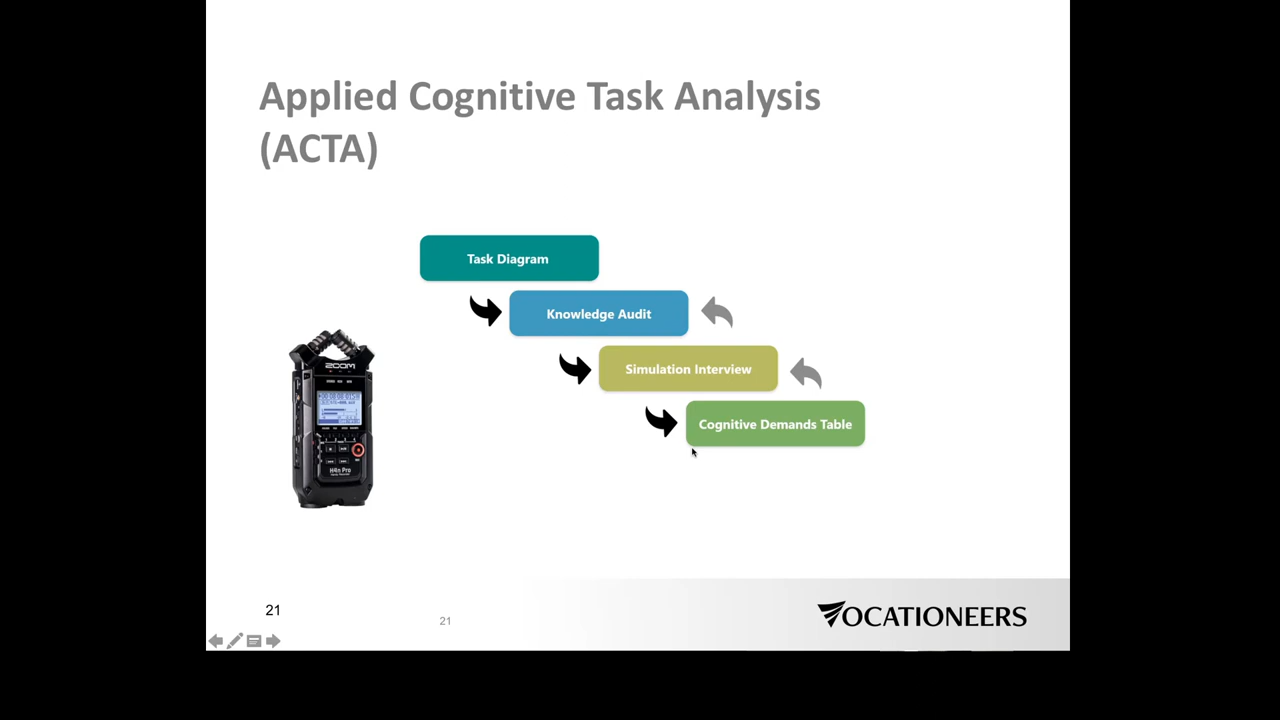 Applied Cognitive Task Analysis
(ACTA)
Task Diagram
Knowledge Audit
Simulation Interview
Cognitive Demands Table
ZOOM
H4n Pro
21
21
VOCATIONEERS